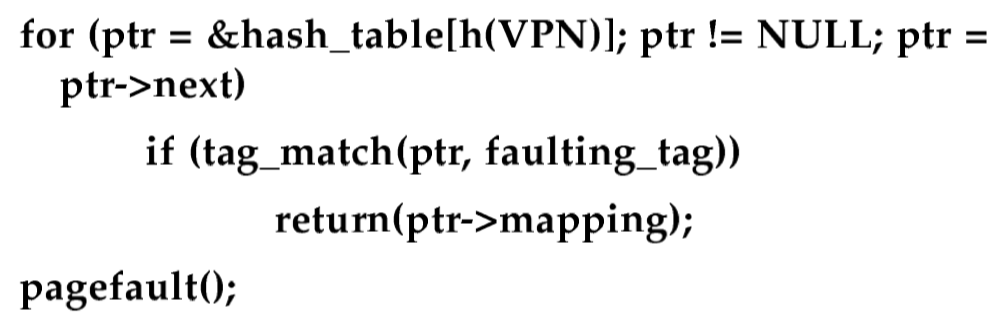 for (ptr = &hash_table[h(VPN)]; ptr != NULL; ptr =
ptr->next)
if (tag_match(ptr, faulting_tag))
return(ptr->mapping);
pagefault();